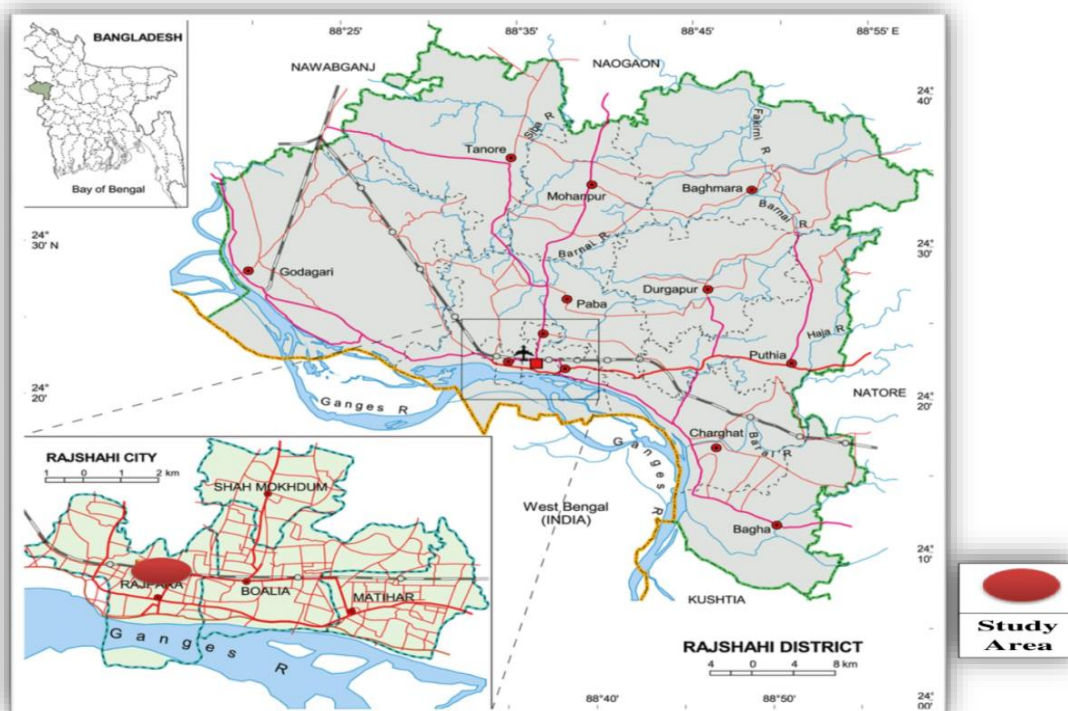 88°25'
88°35'
88°45'
88°55' E
BANGLADESH
Bay of Bengal
NAWABGANJ
NAOGAON
24°
40'
Tanore
Siba R
Fakirni R
Mohanpur
Baghmara
Barnai R
24°
30' N
24°
30'
Barnai R
Godagari
Durgapur
Paba
Haja R
Puthia
24°
20'
24°
20'
NATORE
Ganges R
Charghat
Baral R
Ganges R
West Bengal
(INDIA)
Bagha
24°
10'
KUSHTIA
RAJSHAHI DISTRICT
4 0 4 8 km
88°40'
88°50'
24°
00'
RAJSHAHI CITY
1 0 1 2 km
SHAH MOKHDUM
RAJPARA
BOALIA
MATIHAR
Ganges R
Study
Area